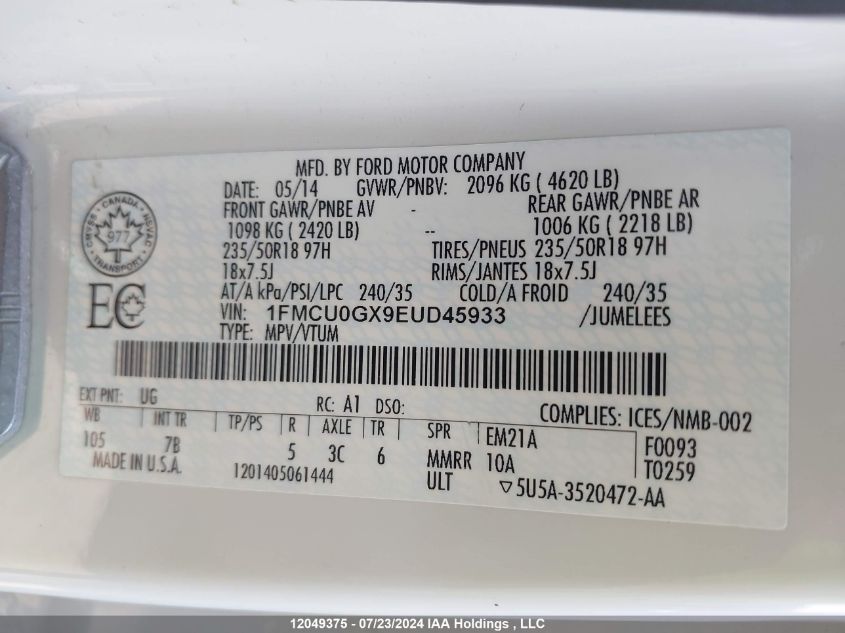 MFD. BY FORD MOTOR COMPANY
DATE: 05/14 GVWR/PNBV: 2096 KG ( 4620 LB)
FRONT GAWR/PNBE AV - REAR GAWR/PNBE AR
1098 KG ( 2420 LB) -- 1006 KG ( 2218 LB)
235/50R18 97H TIRES/PNEUS 235/50R18 97H
18x7.5J RIMS/JANTES 18x7.5J
AT/A kPa/PSI/LPC 240/35 COLD/A FROID 240/35
VIN: 1FMCU0GX9EUD45933 /JUMELEES
TYPE: MPV/VTUM
CANADA
CMVSS 977 NSVAC
TRANSPORT
EC
EXT PNT: UG RC: A1 DSO: COMPLIES: ICES/NMB-002
WB INT TR TP/PS R AXLE TR SPR EM21A F0093
105 7B 5 3C 6 MMRR 10A T0259
MADE IN U.S.A. 1201405061444 ULT ▽5U5A-3520472-AA
12049375 - 07/23/2024 IAA Holdings , LLC